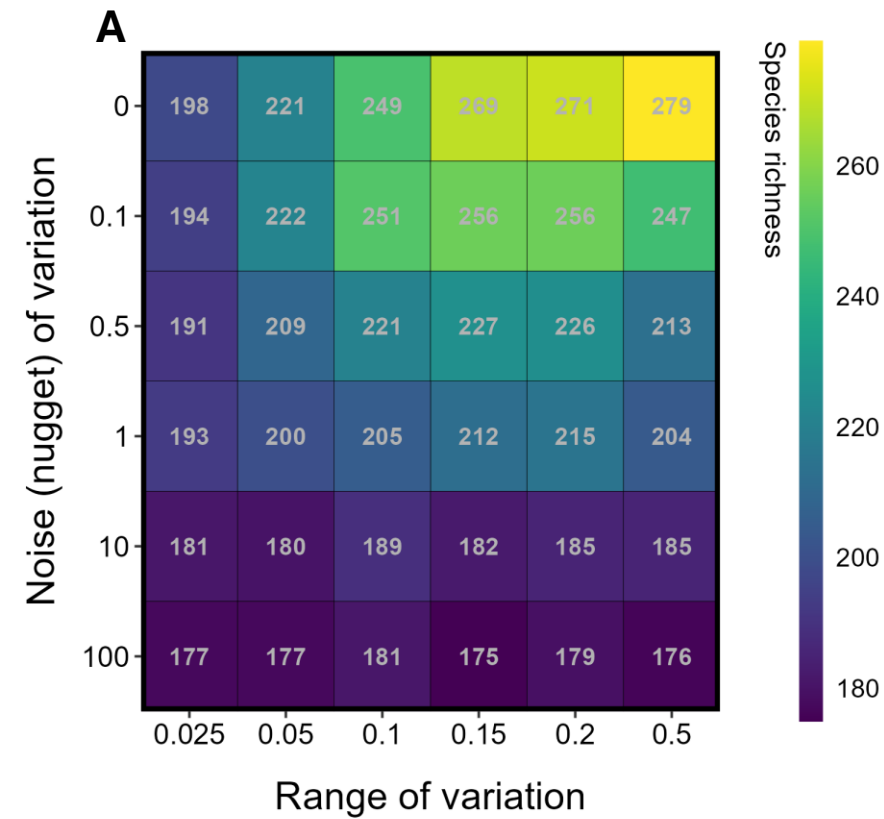 A
Species richness
0 198 221 249 269 271 279
0.1 194 222 251 256 256 247
0.5 191 209 221 227 226 213
1 193 200 205 212 215 204
10 181 180 189 182 185 185
100 177 177 181 175 179 176
0.025 0.05 0.1 0.15 0.2 0.5
Range of variation
Noise (nugget) of variation
260
240
220
200
180